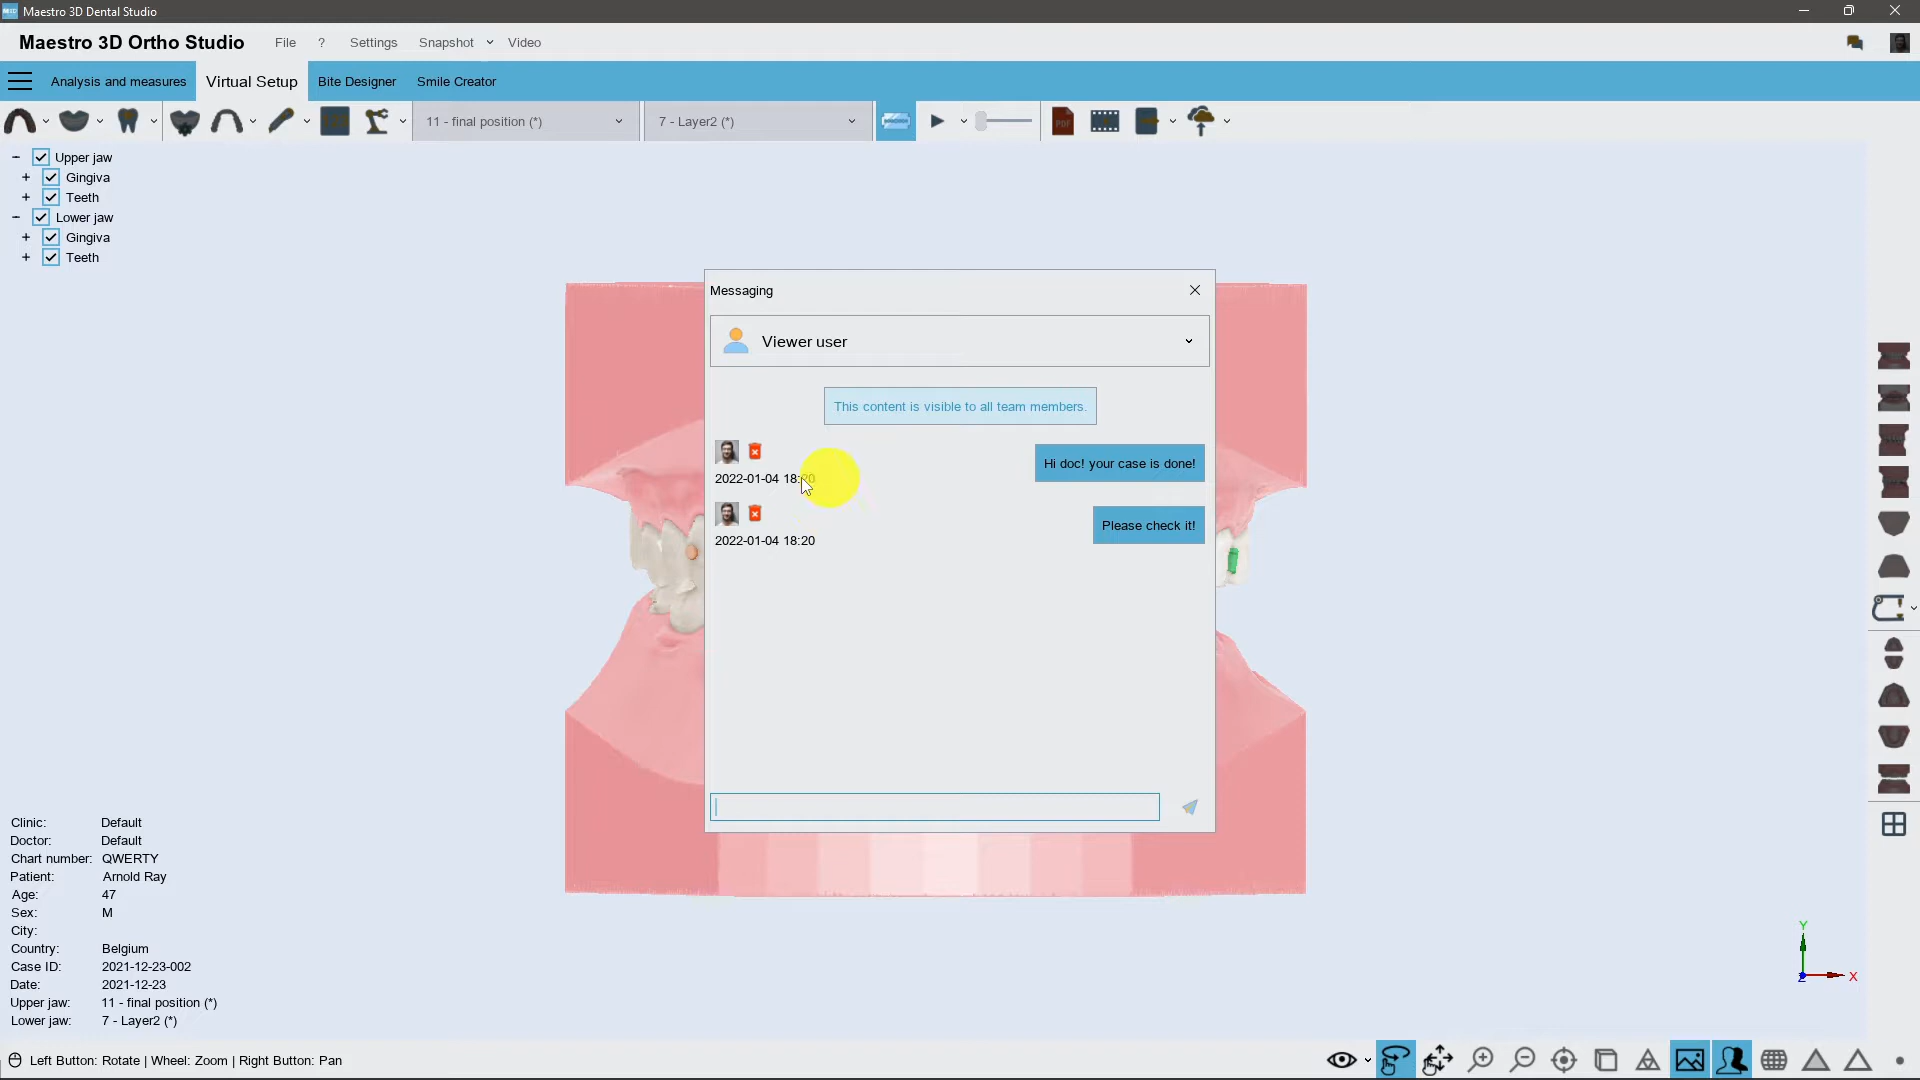 Maestro 3D Dental Studio
Maestro 3D Ortho Studio File ? Settings Snapshot Video
Analysis and measures Virtual Setup Bite Designer Smile Creator
11 - final position (*) 7 - Layer2 (*) PDF
Upper jaw
Gingiva
Teeth
Lower jaw
Gingiva
Teeth
Messaging
Viewer user
This content is visible to all team members.
Hi doc! your case is done!
2022-01-04 18:20
Please check it!
2022-01-04 18:20
Clinic: Default
Doctor: Default
Chart number: QWERTY
Patient: Arnold Ray
Age: 47
Sex: M
City:
Country: Belgium
Case ID: 2021-12-23-002
Date: 2021-12-23
Upper jaw: 11 - final position (*)
Lower jaw: 7 - Layer2 (*)
Y
X
Z
Left Button: Rotate | Wheel: Zoom | Right Button: Pan